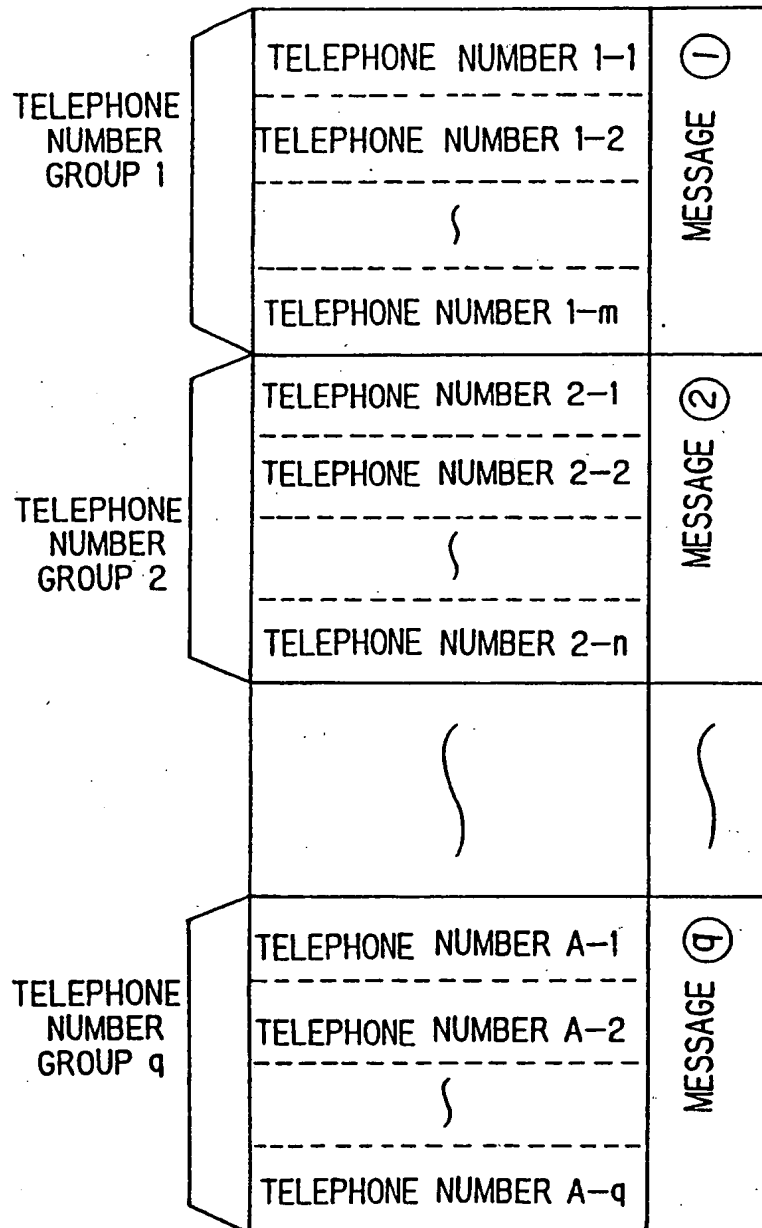 TELEPHONE NUMBER 1-1
TELEPHONE NUMBER 1-2
TELEPHONE NUMBER 1-m
TELEPHONE
NUMBER
GROUP 1
MESSAGE ①
TELEPHONE NUMBER 2-1
TELEPHONE NUMBER 2-2
TELEPHONE NUMBER 2-n
TELEPHONE
NUMBER
GROUP 2
MESSAGE ②
TELEPHONE NUMBER A-1
TELEPHONE NUMBER A-2
TELEPHONE NUMBER A-q
TELEPHONE
NUMBER
GROUP q
MESSAGE ⓠ